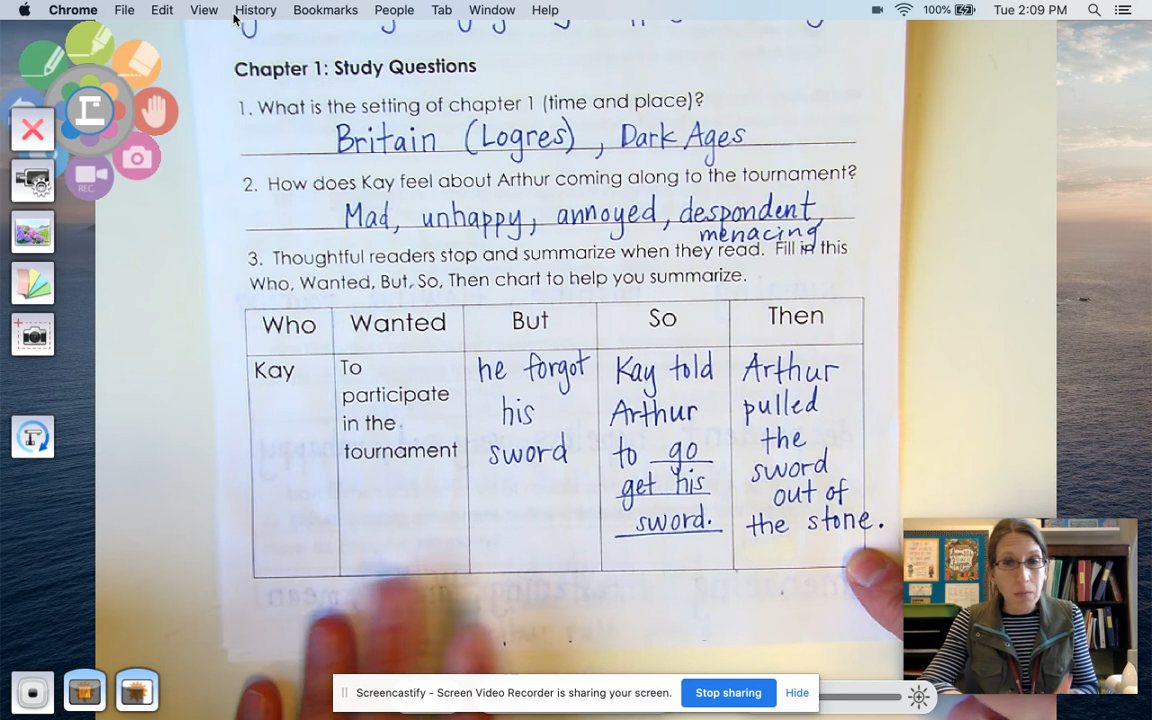 Chrome File Edit View History Bookmarks People Tab Window Help 100% Tue 2:09 PM
Chapter 1: Study Questions
1. What is the setting of chapter 1 (time and place)?
Britain (Logres), Dark Ages
2. How does Kay feel about Arthur coming along to the tournament?
Mad, unhappy, annoyed, despondent,
menacing
3. Thoughtful readers stop and summarize when they read. Fill in this
Who, Wanted, But, So, Then chart to help you summarize.
Who Wanted But So Then
Kay
To
participate
in the
tournament
he forgot
his
sword
Kay told
Arthur
to go
get his
sword.
Arthur
pulled
the
sword
out of
the stone.
REC
Screencastify - Screen Video Recorder is sharing your screen. Stop sharing Hide